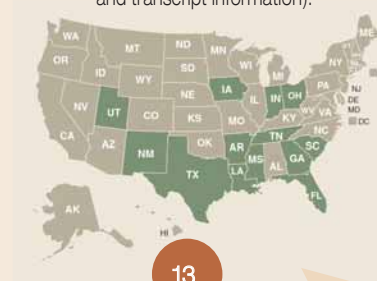 and transcript information).
WA
OR
CA
NV
ID
MT
WY
UT
AZ
CO
NM
ND
SD
NE
KS
OK
TX
MN
IA
MO
AR
LA
WI
IL
MI
IN
OH
KY
TN
MS
AL
GA
FL
SC
NC
VA
WV
PA
NY
ME
NJ
DE
MD
DC
AK
HI
13